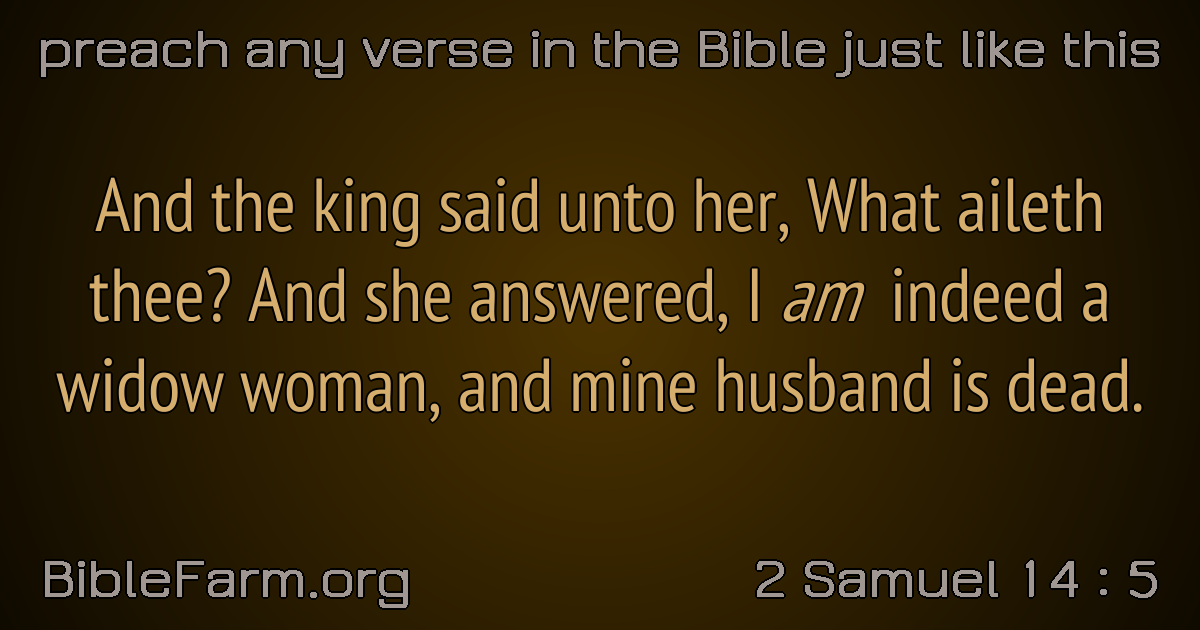 preach any verse in the Bible just like this
And the king said unto her, What aileth
thee? And she answered, I am indeed a
widow woman, and mine husband is dead.
BibleFarm.org
2 Samuel 14 : 5